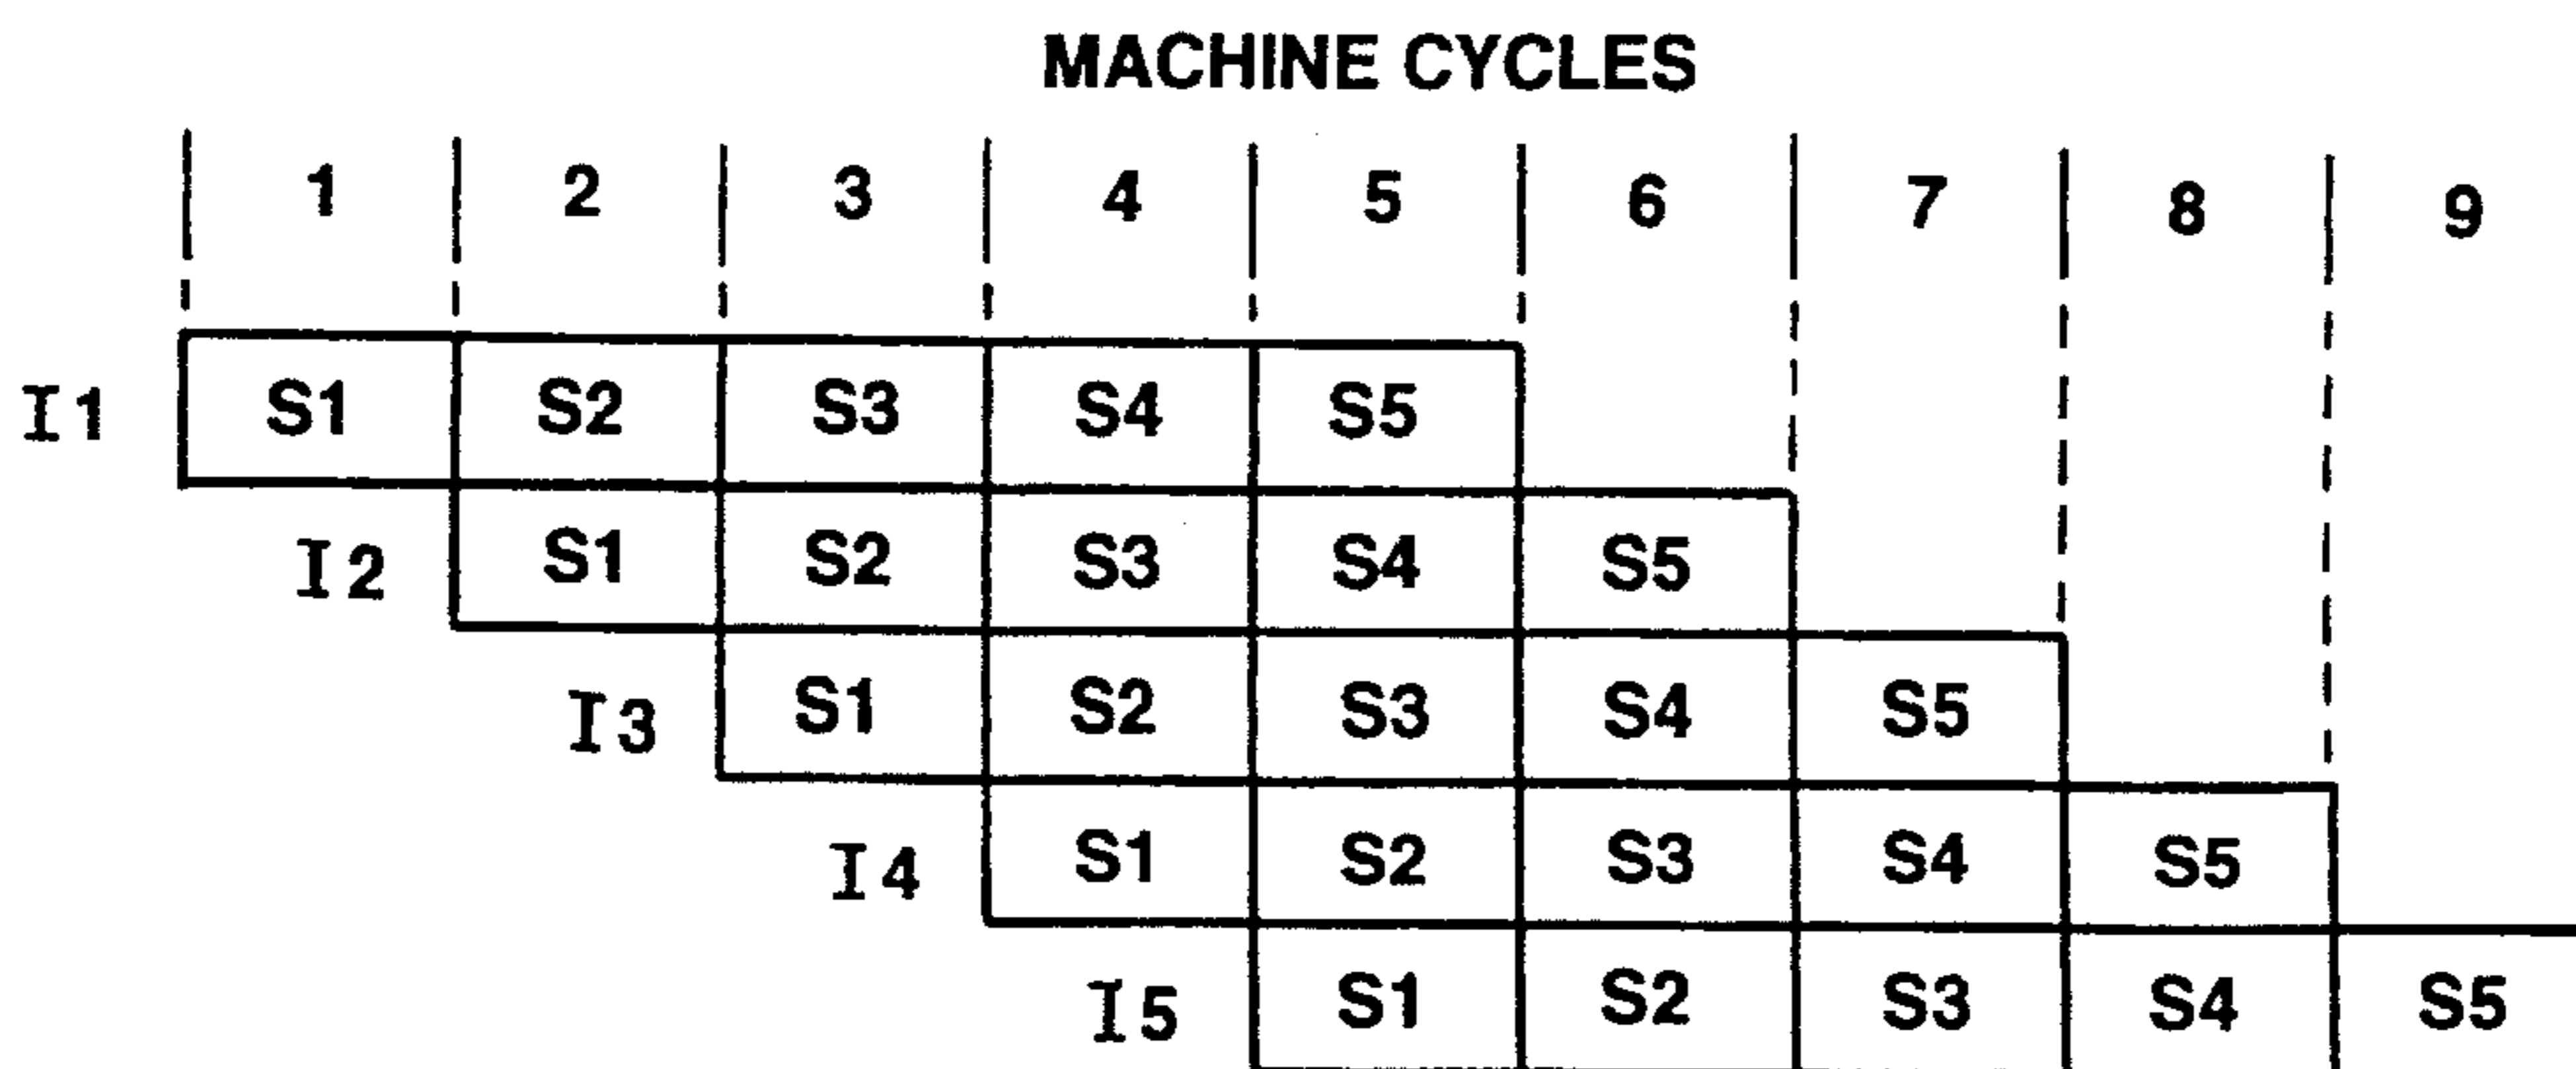 MACHINE CYCLES
1 2 3 4 5 6 7 8 9
I1 S1 S2 S3 S4 S5
I2 S1 S2 S3 S4 S5
I3 S1 S2 S3 S4 S5
I4 S1 S2 S3 S4 S5
I5 S1 S2 S3 S4 S5